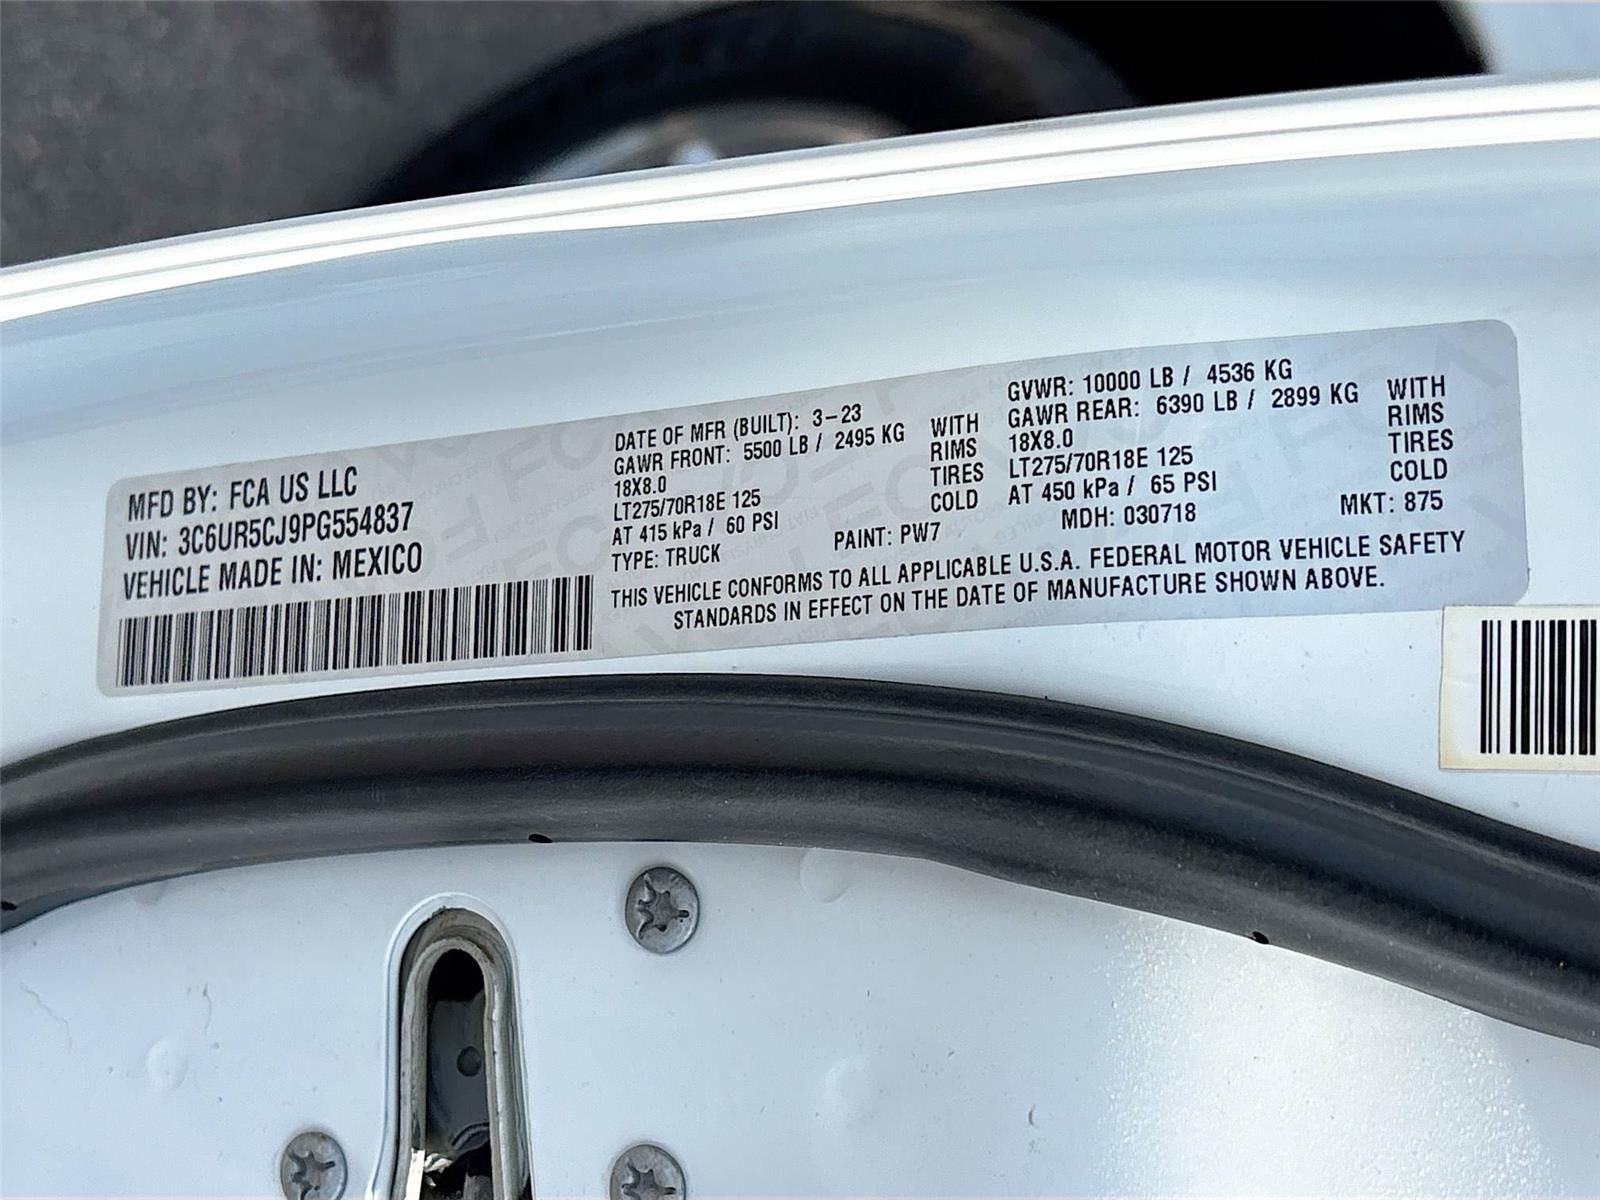 MFD BY: FCA US LLC
VIN: 3C6UR5CJ9PG554837
VEHICLE MADE IN: MEXICO
DATE OF MFR (BUILT): 3-23
GAWR FRONT: 5500 LB / 2495 KG WITH
18X8.0 RIMS
LT275/70R18E 125 TIRES
AT 415 kPa / 60 PSI COLD
TYPE: TRUCK PAINT: PW7
GVWR: 10000 LB / 4536 KG
GAWR REAR: 6390 LB / 2899 KG WITH
18X8.0 RIMS
LT275/70R18E 125 TIRES
AT 450 kPa / 65 PSI COLD
MDH: 030718 MKT: 875
THIS VEHICLE CONFORMS TO ALL APPLICABLE U.S.A. FEDERAL MOTOR VEHICLE SAFETY
STANDARDS IN EFFECT ON THE DATE OF MANUFACTURE SHOWN ABOVE.